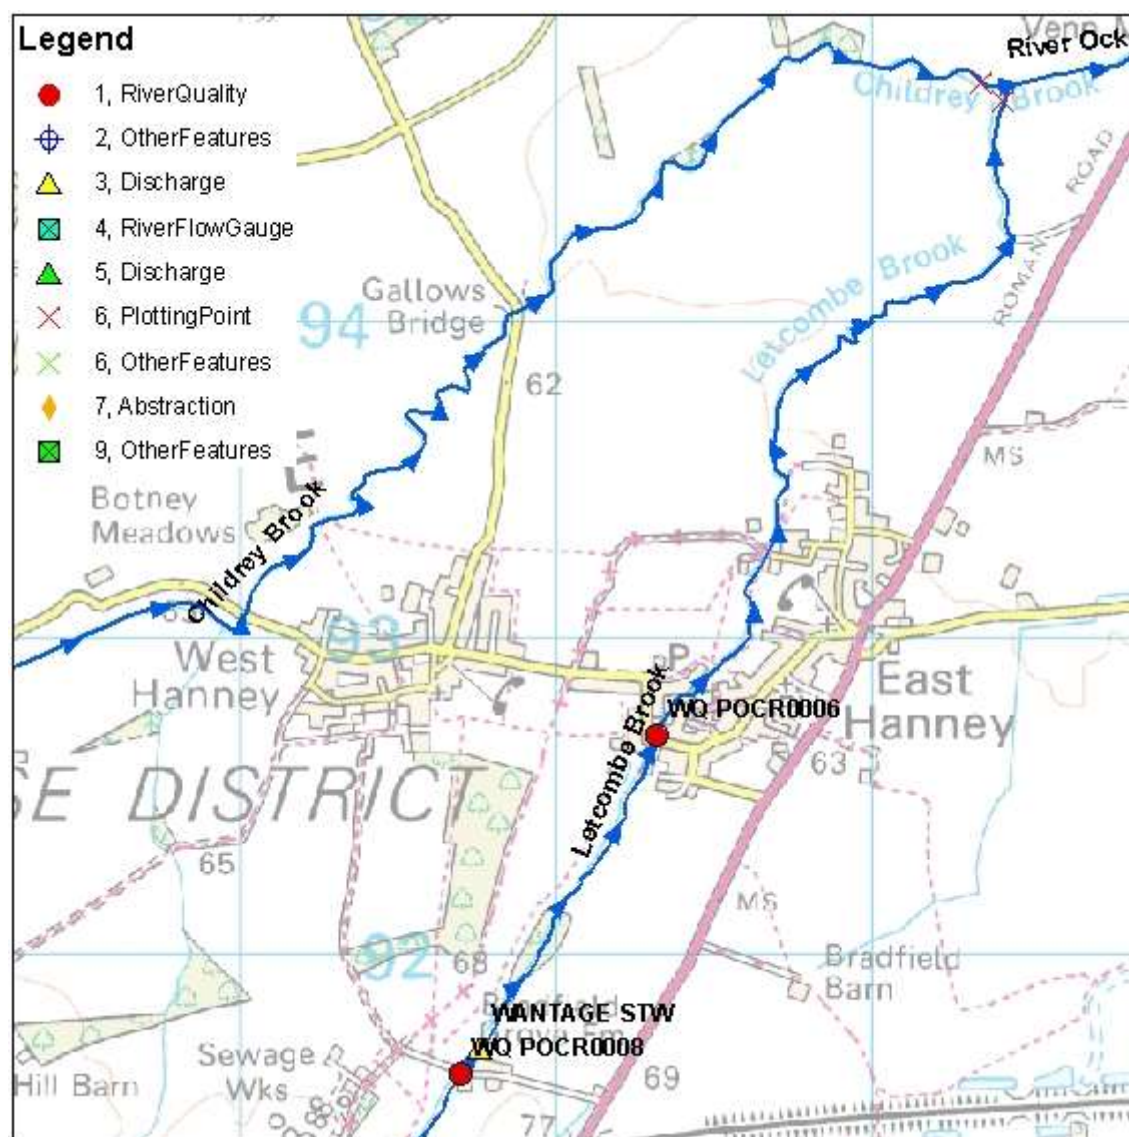 Legend
1, RiverQuality
2, OtherFeatures
3, Discharge
4, RiverFlowGauge
5, Discharge
6, PlottingPoint
6, OtherFeatures
7, Abstraction
9, OtherFeatures
River Ock
Childrey Brook
ROAD
ROMAN
Letcombe Brook
Gallows
Bridge
94
62
MS
Botney
Meadows
Childrey Brook
93
West
Hanney
P
East
Hanney
WQ POCR0006
Letcombe Brook
63
SE DISTRICT
65
MS
92
68
Bradfield
Barn
WANTAGE STW
WQ POCR0008
Sewage
Wks
Hill Barn
69
77